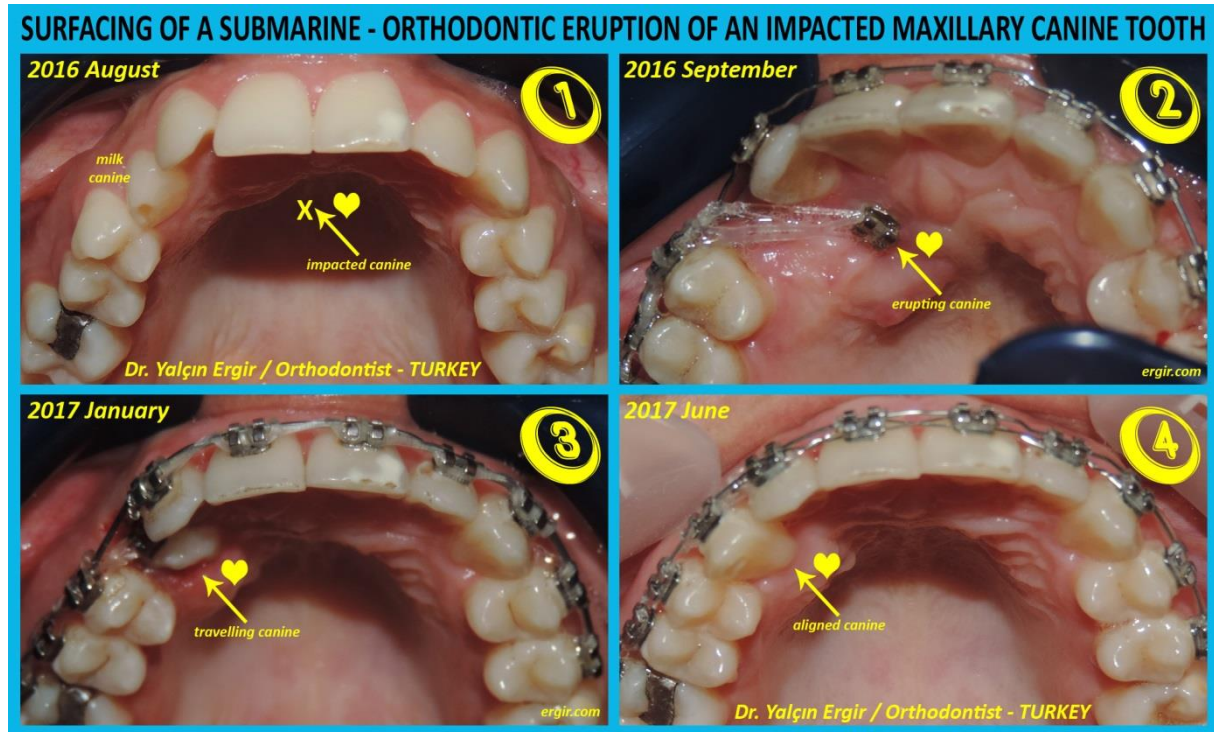 SURFACING OF A SUBMARINE - ORTHODONTIC ERUPTION OF AN IMPACTED MAXILLARY CANINE TOOTH
2016 August
1
milk
canine
X
impacted canine
Dr. Yalçın Ergir / Orthodontist - TURKEY
2016 September
2
erupting canine
ergir.com
2017 January
3
travelling canine
ergir.com
2017 June
4
aligned canine
Dr. Yalçın Ergir / Orthodontist - TURKEY